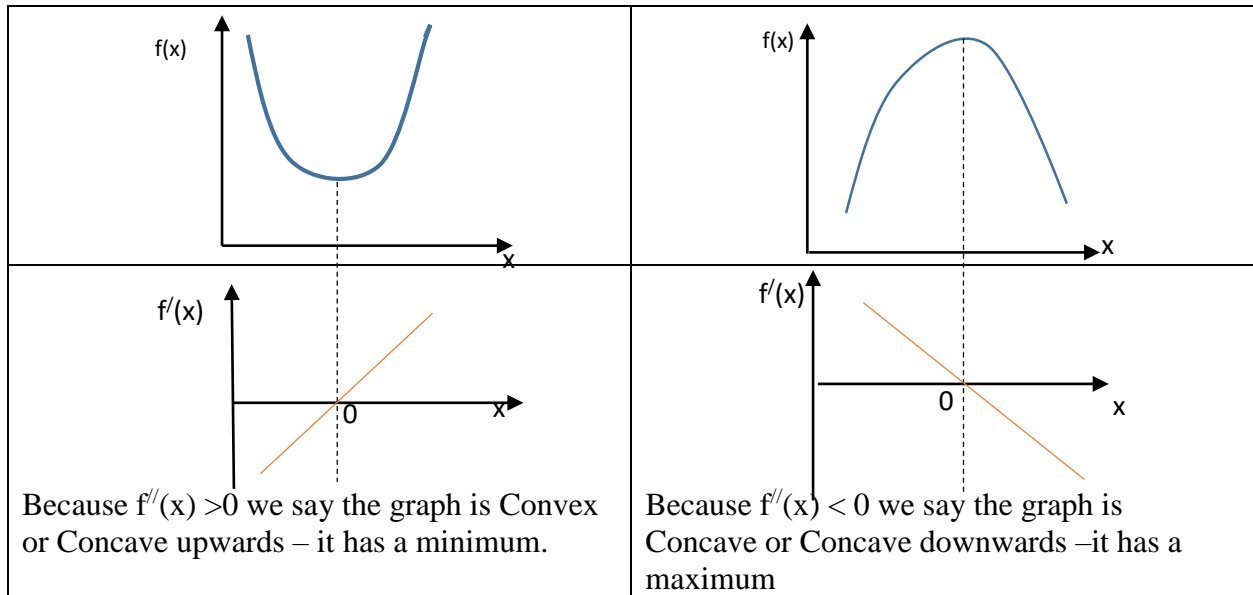 f(x)
x
f(x)
x
f/(x)
x
0
Because f//(x) >0 we say the graph is Convex
or Concave upwards – it has a minimum.
f/(x)
0
x
Because f//(x) < 0 we say the graph is
Concave or Concave downwards –it has a
maximum